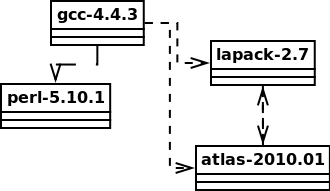 gcc-4.4.3
lapack-2.7
perl-5.10.1
atlas-2010.01